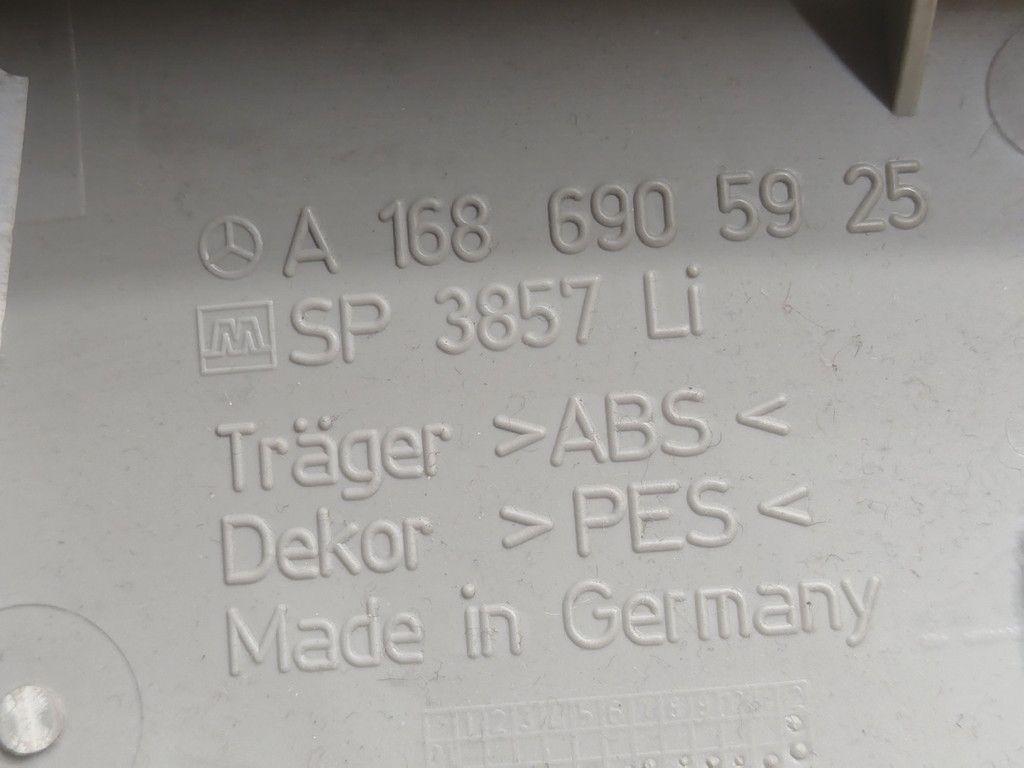 A 168 690 59 25
M SP 3857 Li
Träger >ABS<
Dekor >PES<
Made in Germany